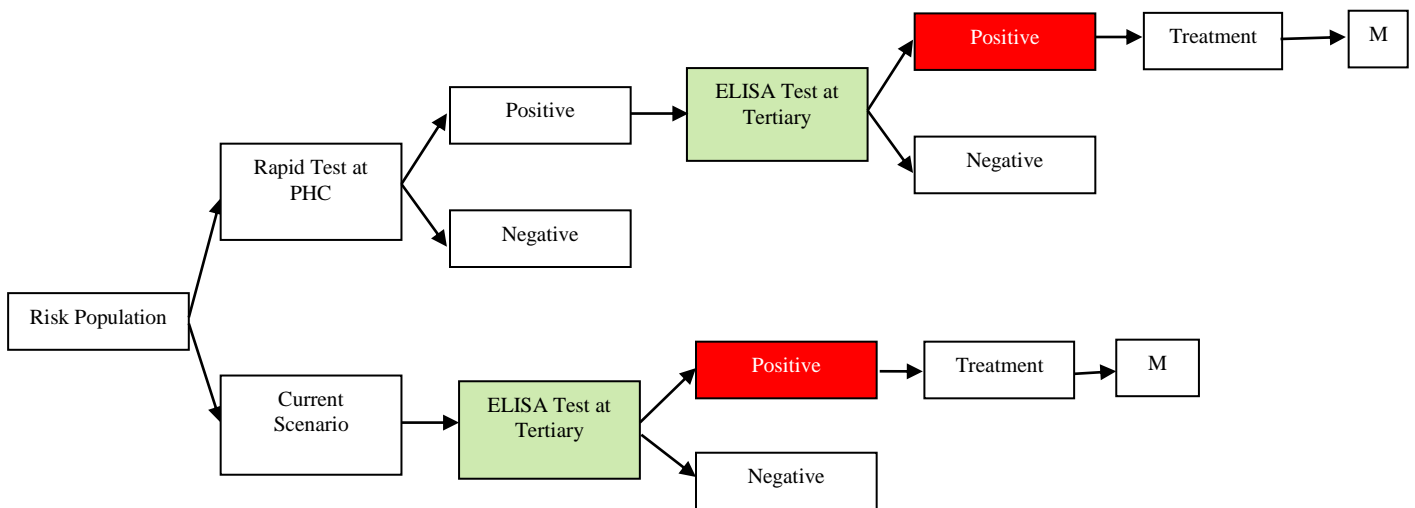 Positive
Treatment
M
ELISA Test at
Tertiary
Positive
Negative
Rapid Test at
PHC
Negative
Risk Population
Current
Scenario
ELISA Test at
Tertiary
Positive
Treatment
M
Negative